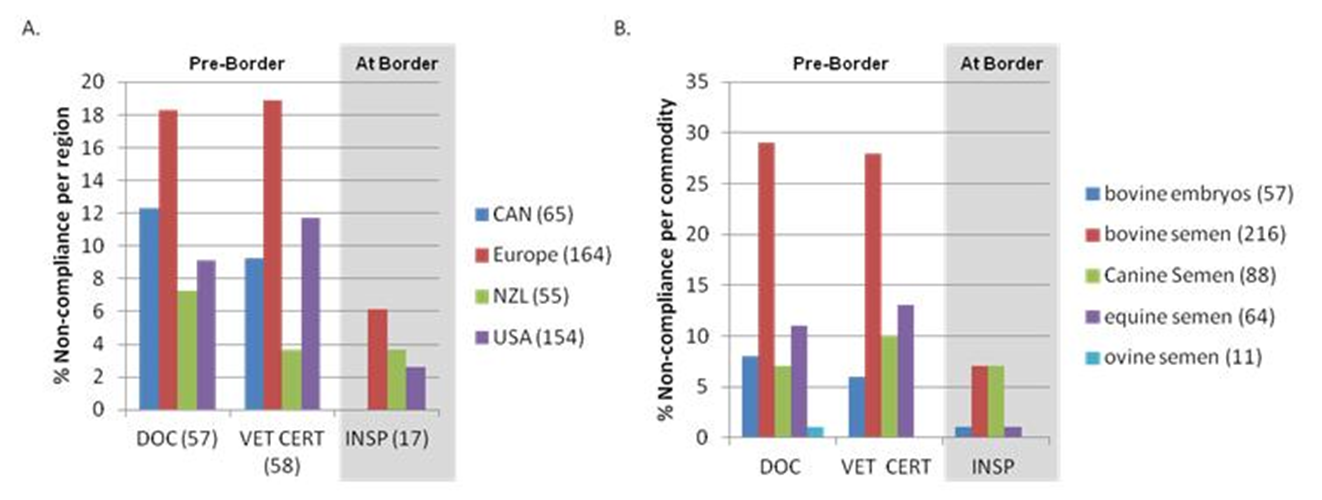 A.
Pre-Border
At Border
% Non-compliance per region
20
18
16
14
12
10
8
6
4
2
0
DOC (57)
VET CERT
(58)
INSP (17)
CAN (65)
Europe (164)
NZL (55)
USA (154)
B.
Pre-Border
At Border
% Non-compliance per commodity
35
30
25
20
15
10
5
0
DOC
VET CERT
INSP
bovine embryos (57)
bovine semen (216)
Canine Semen (88)
equine semen (64)
ovine semen (11)